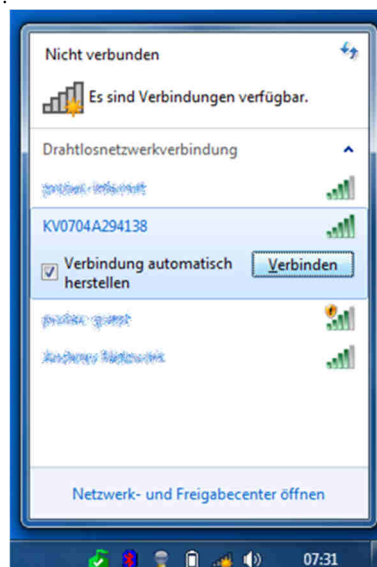 Nicht verbunden
Es sind Verbindungen verfügbar.
Drahtlosnetzwerkverbindung
KV0704A294138
Verbindung automatisch
herstellen
Verbinden
Netzwerk- und Freigabecenter öffnen
07:31